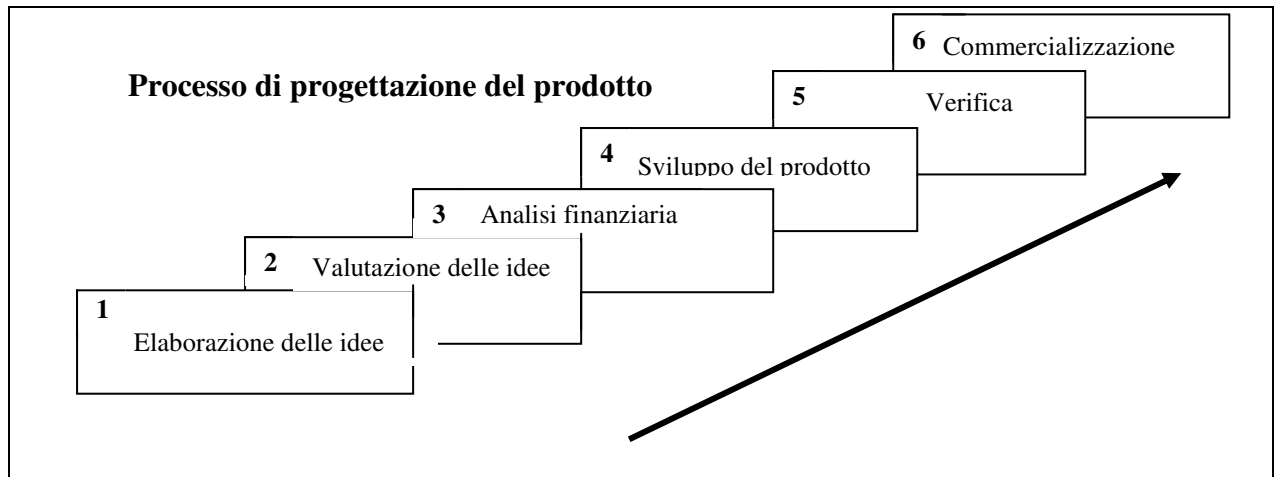 Processo di progettazione del prodotto
1
Elaborazione delle idee
2 Valutazione delle idee
3 Analisi finanziaria
4 Sviluppo del prodotto
5 Verifica
6 Commercializzazione